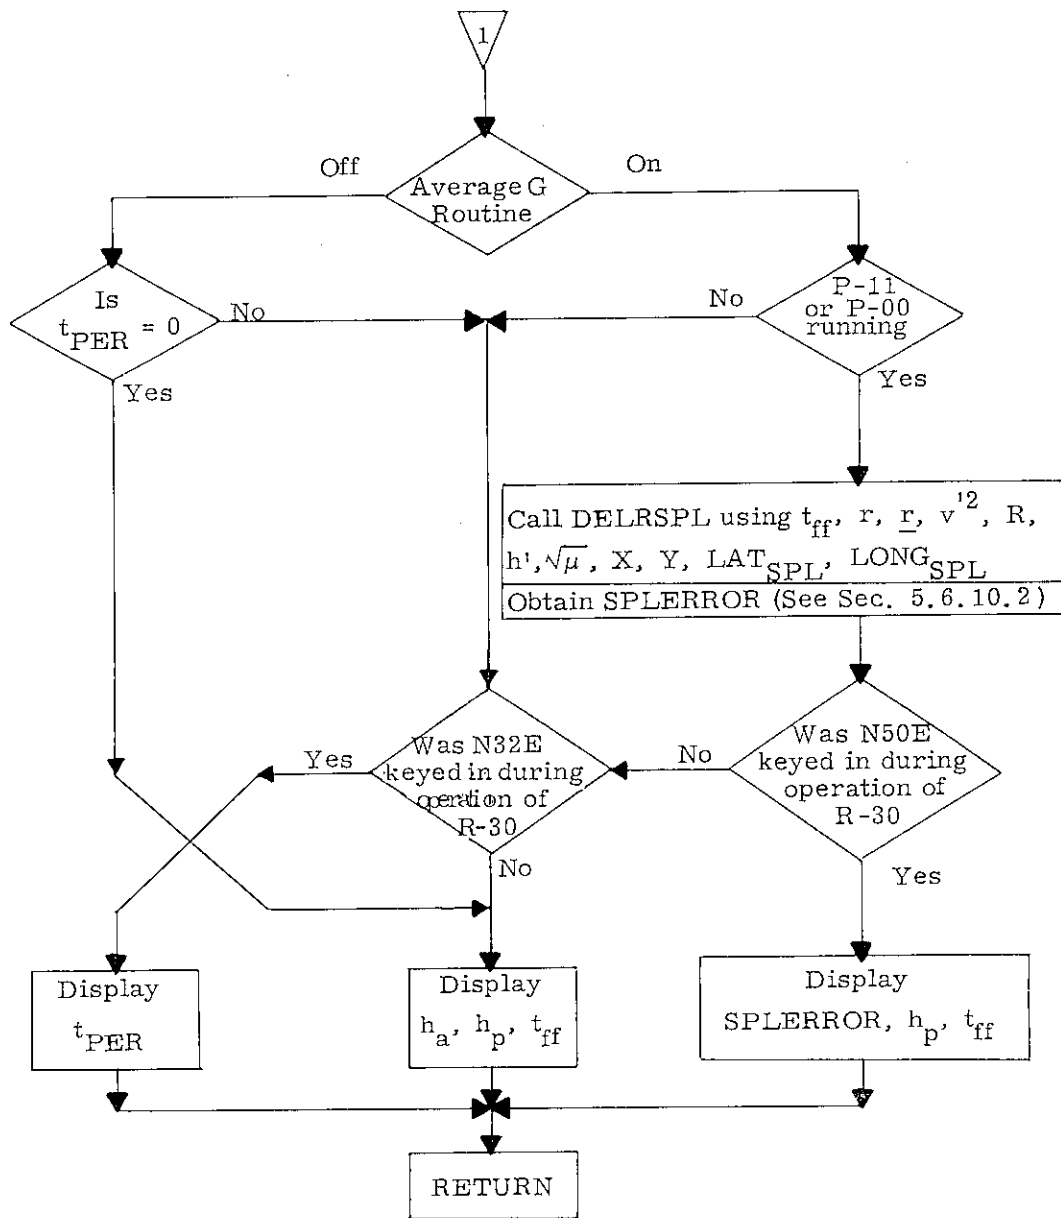 1
Off
On
Average G
Routine
Is
t_PER = 0
No
Yes
P-11
or P-00
running
No
Yes
Call DELRSPL using t_ff, r, r, v'2, R,
h', √μ, X, Y, LAT_SPL, LONG_SPL
Obtain SPLERROR (See Sec. 5.6.10.2)
Yes
Was N32E
keyed in during
operation of
R-30
No
No
Was N50E
keyed in during
operation of
R-30
Yes
Display
t_PER
Display
h_a, h_p, t_ff
Display
SPLERROR, h_p, t_ff
RETURN